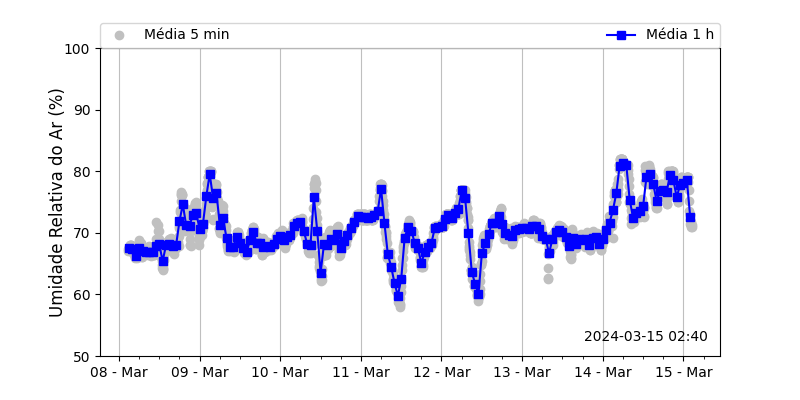 Média 5 min
Média 1 h
100
90
80
70
60
50
Umidade Relativa do Ar (%)
2024-03-15 02:40
08 - Mar
09 - Mar
10 - Mar
11 - Mar
12 - Mar
13 - Mar
14 - Mar
15 - Mar